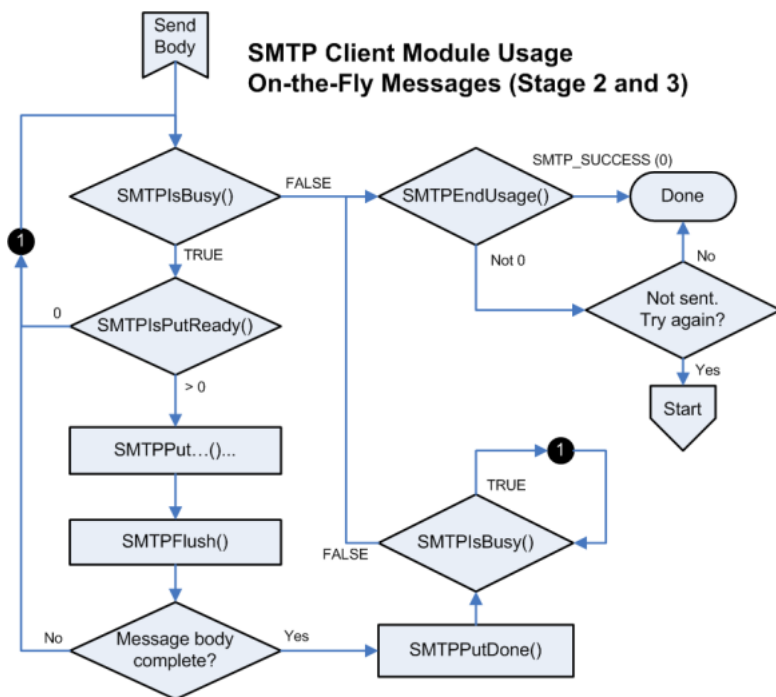 Send
Body
SMTP Client Module Usage
On-the-Fly Messages (Stage 2 and 3)
SMTPIsBusy()
FALSE
SMTPEndUsage()
SMTP_SUCCESS (0)
Done
1
TRUE
Not 0
No
0
SMTPIsPutReady()
Not sent.
Try again?
> 0
Yes
Start
SMTPPut…()...
1
TRUE
SMTPFlush()
FALSE
SMTPIsBusy()
No
Message body
complete?
Yes
SMTPPutDone()